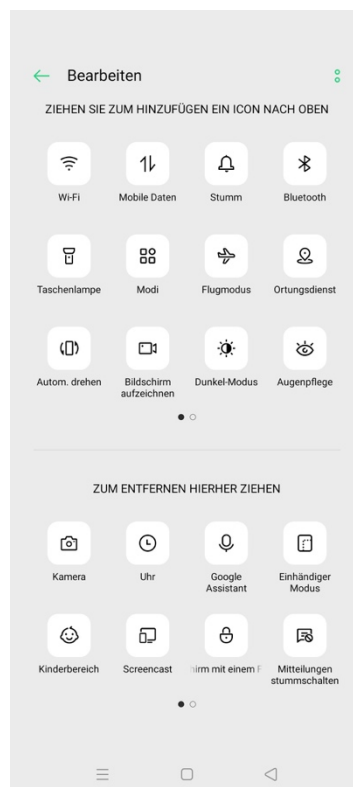 Bearbeiten
ZIEHEN SIE ZUM HINZUFÜGEN EIN ICON NACH OBEN
Wi-Fi Mobile Daten Stumm Bluetooth
Taschenlampe Modi Flugmodus Ortungsdienst
Autom. drehen Bildschirm aufzeichnen Dunkel-Modus Augenpflege
ZUM ENTFERNEN HIERHER ZIEHEN
Kamera Uhr Google Assistant Einhändiger Modus
Kinderbereich Screencast mit einem Mitteilungen stummschalten